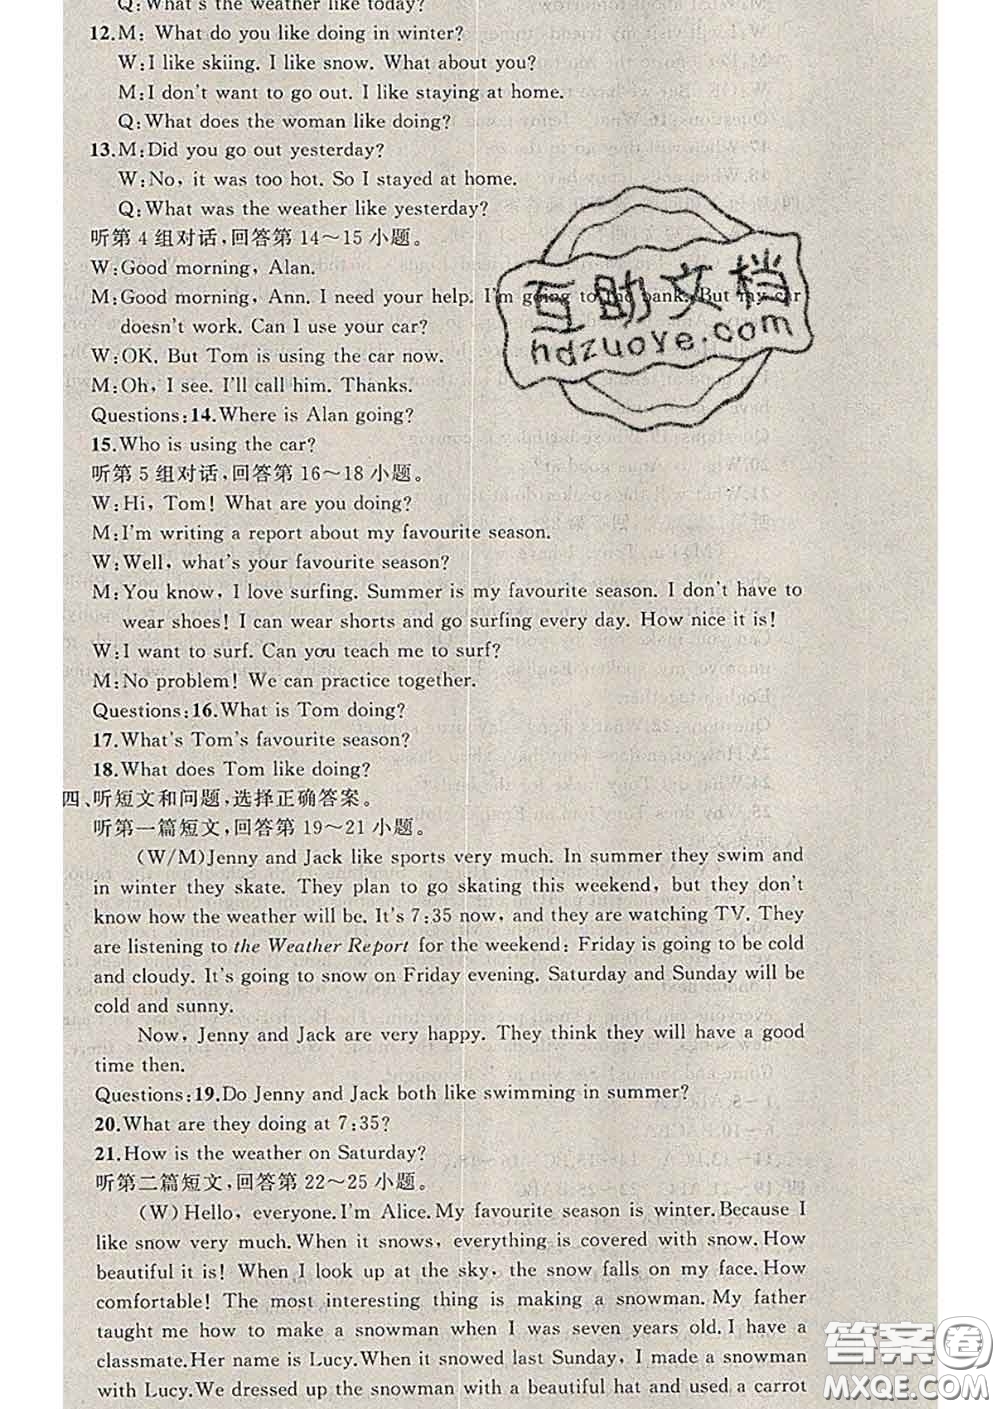 Q: What's the weather like today?
12.M: What do you like doing in winter?
W:I like skiing. I like snow. What about you?
M:I don't want to go out. I like staying at home.
Q:What does the woman like doing?
13.M:Did you go out yesterday?
W:No, it was too hot. So I stayed at home.
Q:What was the weather like yesterday?
听第 4 组对话,回答第 14～15 小题。
W:Good morning, Alan.
M:Good morning, Ann. I need your help. I'm going to the bank. But my car
doesn't work. Can I use your car?
W:OK. But Tom is using the car now.
M:Oh, I see. I'll call him. Thanks.
Questions:14.Where is Alan going?
15.Who is using the car?
听第 5 组对话,回答第 16～18 小题。
W:Hi, Tom! What are you doing?
M:I'm writing a report about my favourite season.
W:Well, what's your favourite season?
M:You know, I love surfing. Summer is my favourite season. I don't have to
wear shoes! I can wear shorts and go surfing every day. How nice it is!
W:I want to surf. Can you teach me to surf?
M:No problem! We can practice together.
Questions:16.What is Tom doing?
17.What's Tom's favourite season?
18.What does Tom like doing?
四、听短文和问题,选择正确答案。
听第一篇短文,回答第 19～21 小题。
(W/M)Jenny and Jack like sports very much. In summer they swim and
in winter they skate. They plan to go skating this weekend, but they don't
know how the weather will be. It's 7:35 now, and they are watching TV. They
are listening to the Weather Report for the weekend: Friday is going to be cold
and cloudy. It's going to snow on Friday evening. Saturday and Sunday will be
cold and sunny.
Now, Jenny and Jack are very happy. They think they will have a good
time then.
Questions:19.Do Jenny and Jack both like swimming in summer?
20.What are they doing at 7:35?
21.How is the weather on Saturday?
听第二篇短文,回答第 22～25 小题。
(W)Hello, everyone.I'm Alice.My favourite season is winter.Because I
like snow very much.When it snows, everything is covered with snow.How
beautiful it is! When I look up at the sky, the snow falls on my face.How
comfortable! The most interesting thing is making a snowman.My father
taught me how to make a snowman when I was seven years old.I have a
classmate.Her name is Lucy.When it snowed last Sunday, I made a snowman
with Lucy.We dressed up the snowman with a beautiful hat and used a carrot
互助文档
hdzuoye.com
答案圈
MXQE.COM